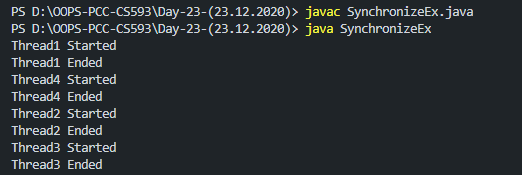 PS D:\OOPS-PCC-CS593\Day-23-(23.12.2020)> javac SynchronizeEx.java
PS D:\OOPS-PCC-CS593\Day-23-(23.12.2020)> java SynchronizeEx
Thread1 Started
Thread1 Ended
Thread4 Started
Thread4 Ended
Thread2 Started
Thread2 Ended
Thread3 Started
Thread3 Ended